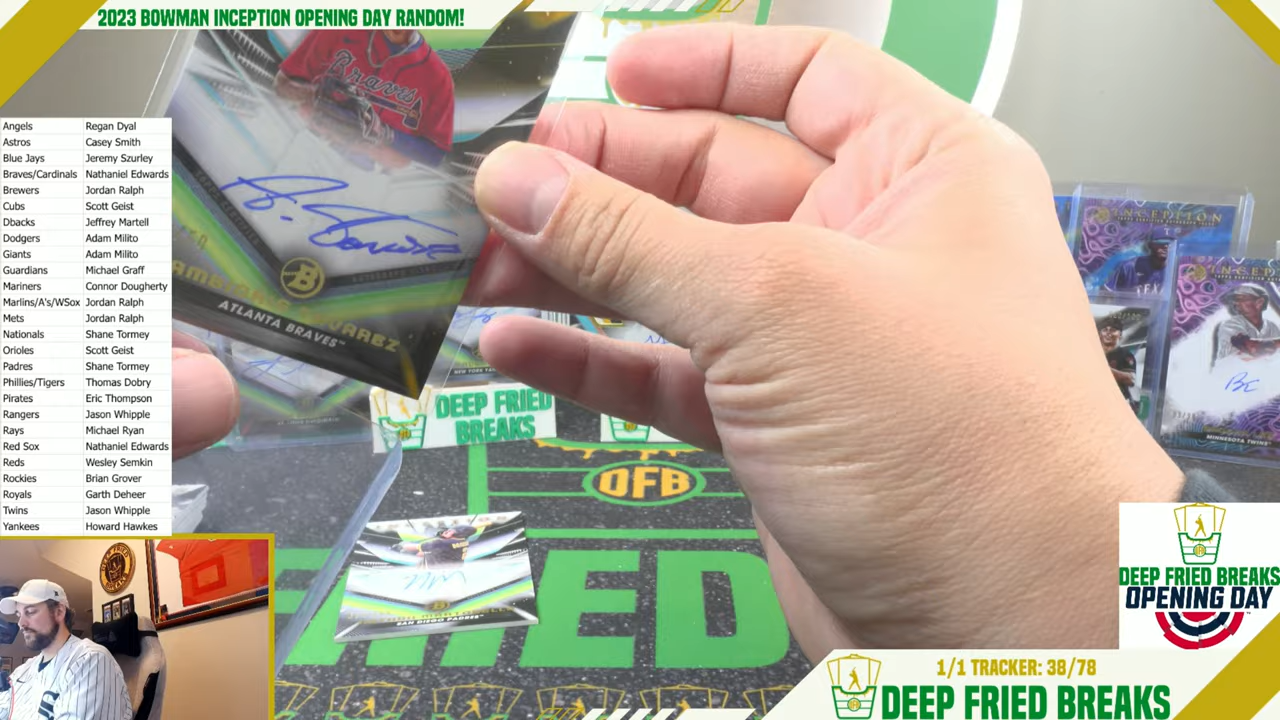 2023 BOWMAN INCEPTION OPENING DAY RANDOM!
Angels Regan Dyal
Astros Casey Smith
Blue Jays Jeremy Szurley
Braves/Cardinals Nathaniel Edwards
Brewers Jordan Ralph
Cubs Scott Geist
Dbacks Jeffrey Martell
Dodgers Adam Milito
Giants Adam Milito
Guardians Michael Graff
Mariners Connor Dougherty
Marlins/A's/WSox Jordan Ralph
Mets Jordan Ralph
Nationals Shane Tormey
Orioles Scott Geist
Padres Shane Tormey
Phillies/Tigers Thomas Dobry
Pirates Eric Thompson
Rangers Jason Whipple
Rays Michael Ryan
Red Sox Nathaniel Edwards
Reds Wesley Semkin
Rockies Brian Grover
Royals Garth Deheer
Twins Jason Whipple
Yankees Howard Hawkes
Braves
B
ATLANTA BRAVES™
INCEPTION
INCEPTION
MINNESOTA TWINS
DEEP FRIED
BREAKS
DFB
SAN DIEGO PADRES™
DEEP FRIED BREAKS
OPENING DAY
1/1 TRACKER: 38/78
DEEP FRIED BREAKS